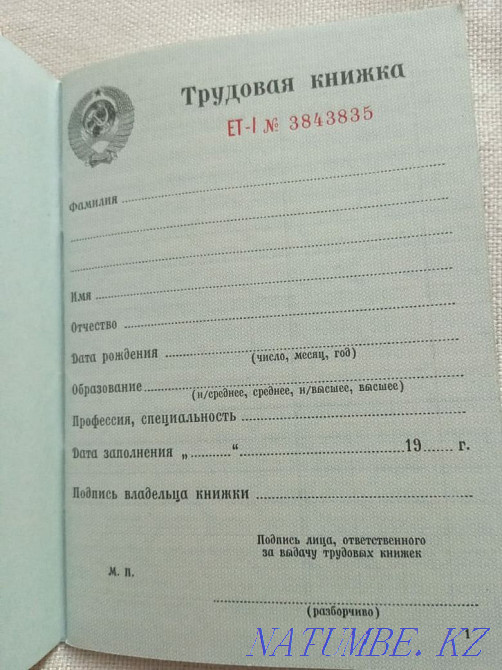 Трудовая книжка
ЕТ-I № 3843835
Фамилия
Имя
Отчество
Дата рождения
(число, месяц, год)
Образование
(н/среднее, среднее, н/высшее, высшее)
Профессия, специальность
Дата заполнения „.........“ 19...... г.
Подпись владельца книжки
Подпись лица, ответственного
за выдачу трудовых книжек
М. П.
(разборчиво)
1
NATUMBE. KZ